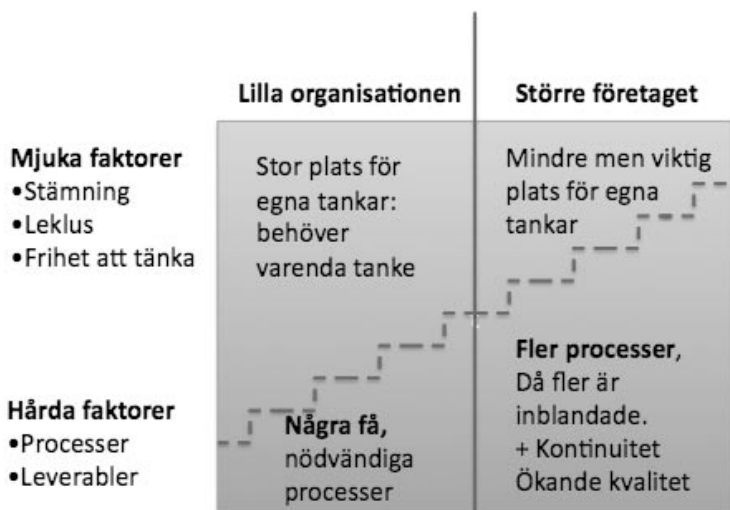 Lilla organisationen
Större företaget
Mjuka faktorer
•Stämning
•Leklus
•Frihet att tänka
Stor plats för
egna tankar:
behöver
varenda tanke
Mindre men viktig
plats för egna
tankar
Hårda faktorer
•Processer
•Leverabler
Några få,
nödvändiga
processer
Fler processer,
Då fler är
inblandade.
+ Kontinuitet
Ökande kvalitet